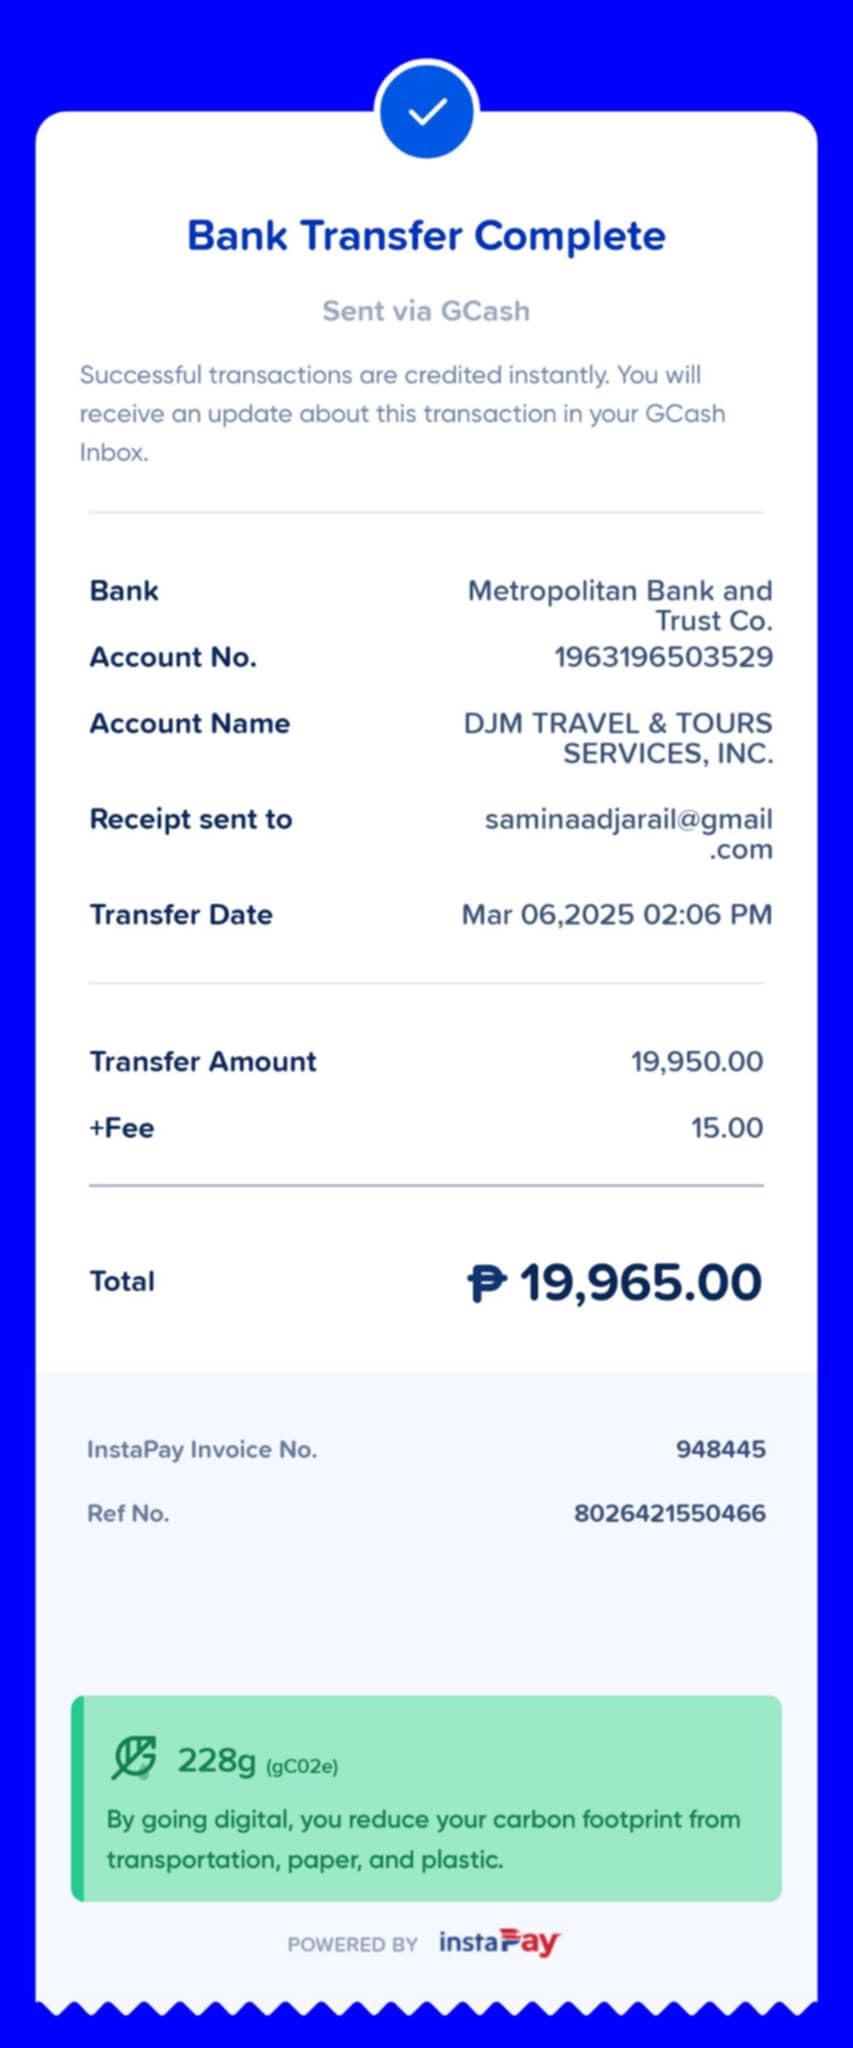 Bank Transfer Complete
Sent via GCash
Successful transactions are credited instantly. You will
receive an update about this transaction in your GCash
Inbox.
Bank Metropolitan Bank and
Trust Co.
Account No. 1963196503529
Account Name DJM TRAVEL & TOURS
SERVICES, INC.
Receipt sent to saminaadjarail@gmail
.com
Transfer Date Mar 06,2025 02:06 PM
Transfer Amount 19,950.00
+Fee 15.00
Total ₱ 19,965.00
InstaPay Invoice No. 948445
Ref No. 8026421550466
228g (gC02e)
By going digital, you reduce your carbon footprint from
transportation, paper, and plastic.
POWERED BY instaPay